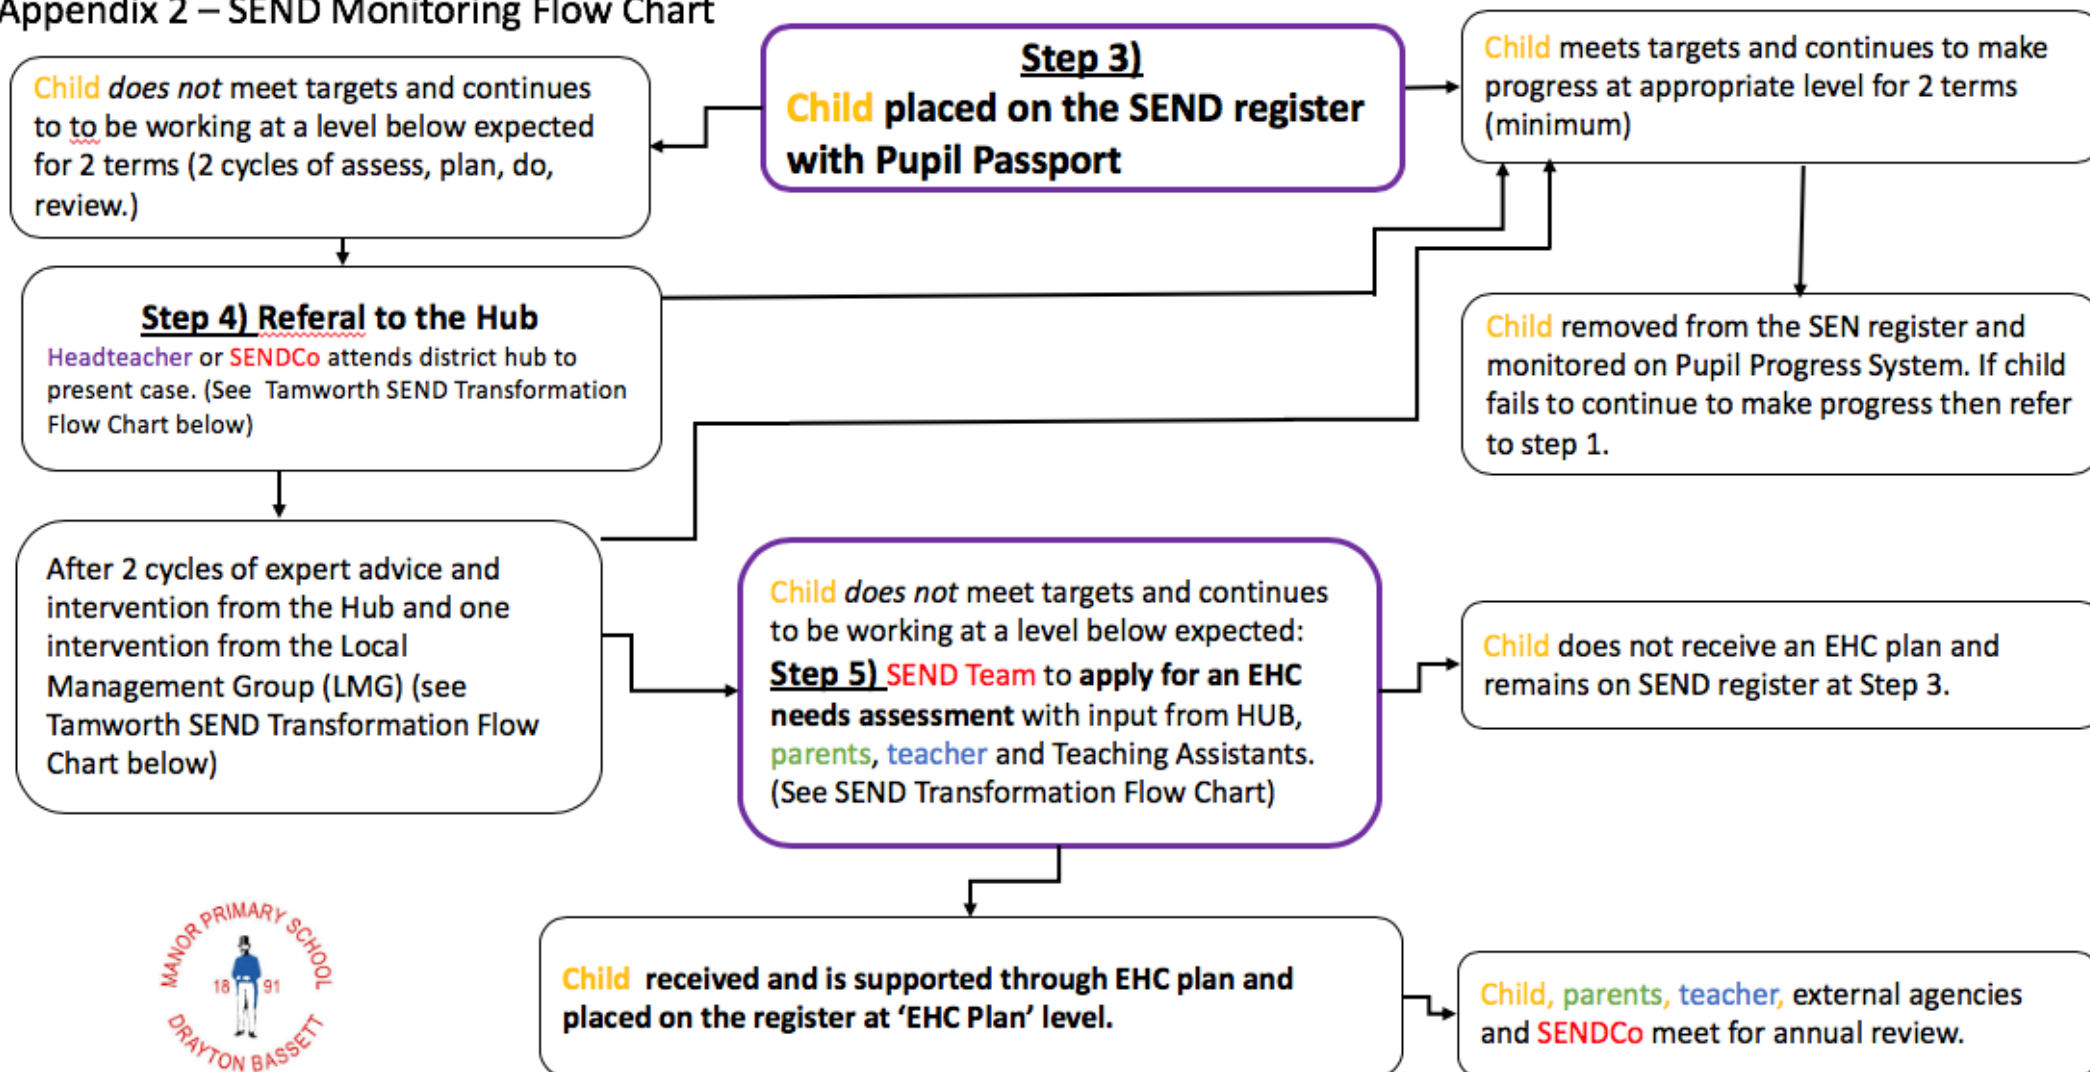 Appendix 2 – SEND Monitoring Flow Chart
Step 3)
Child placed on the SEND register
with Pupil Passport
Child meets targets and continues to make
progress at appropriate level for 2 terms
(minimum)
Child does not meet targets and continues
to to be working at a level below expected
for 2 terms (2 cycles of assess, plan, do,
review.)
Step 4) Referal to the Hub
Headteacher or SENDCo attends district hub to
present case. (See Tamworth SEND Transformation
Flow Chart below)
Child removed from the SEN register and
monitored on Pupil Progress System. If child
fails to continue to make progress then refer
to step 1.
After 2 cycles of expert advice and
intervention from the Hub and one
intervention from the Local
Management Group (LMG) (see
Tamworth SEND Transformation Flow
Chart below)
Child does not meet targets and continues
to be working at a level below expected:
Step 5) SEND Team to apply for an EHC
needs assessment with input from HUB,
parents, teacher and Teaching Assistants.
(See SEND Transformation Flow Chart)
Child does not receive an EHC plan and
remains on SEND register at Step 3.
Child received and is supported through EHC plan and
placed on the register at ‘EHC Plan’ level.
Child, parents, teacher, external agencies
and SENDCo meet for annual review.
MANOR PRIMARY SCHOOL
18 91
DRAYTON BASSETT